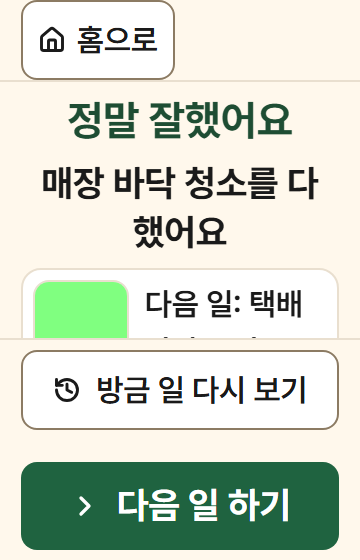 홈으로
정말 잘했어요
매장 바닥 청소를 다
했어요
다음 일: 택배
방금 일 다시 보기
다음 일 하기